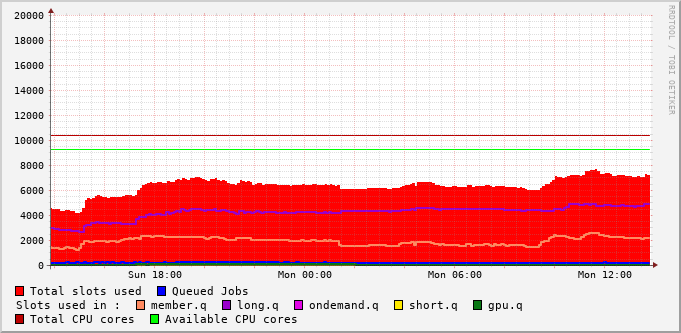 20000
18000
16000
14000
12000
10000
8000
6000
4000
2000
0
Sun 18:00 Mon 00:00 Mon 06:00 Mon 12:00
RRDTOOL / TOBI OETIKER
Total slots used Queued Jobs
Slots used in : member.q long.q ondemand.q short.q gpu.q
Total CPU cores Available CPU cores